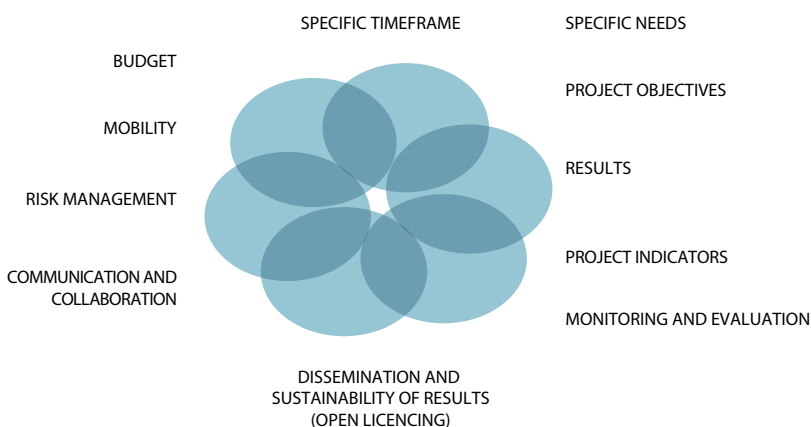 SPECIFIC TIMEFRAME
SPECIFIC NEEDS
BUDGET
PROJECT OBJECTIVES
MOBILITY
RESULTS
RISK MANAGEMENT
PROJECT INDICATORS
COMMUNICATION AND
COLLABORATION
MONITORING AND EVALUATION
DISSEMINATION AND
SUSTAINABILITY OF RESULTS
(OPEN LICENCING)